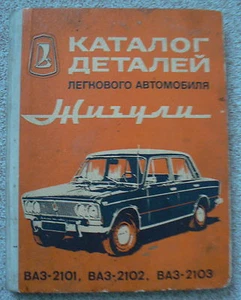 КАТАЛОГ
ДЕТАЛЕЙ
ЛЕГКОВОГО АВТОМОБИЛЯ
Жигули
ВАЗ-2101, ВАЗ-2102, ВАЗ-2103